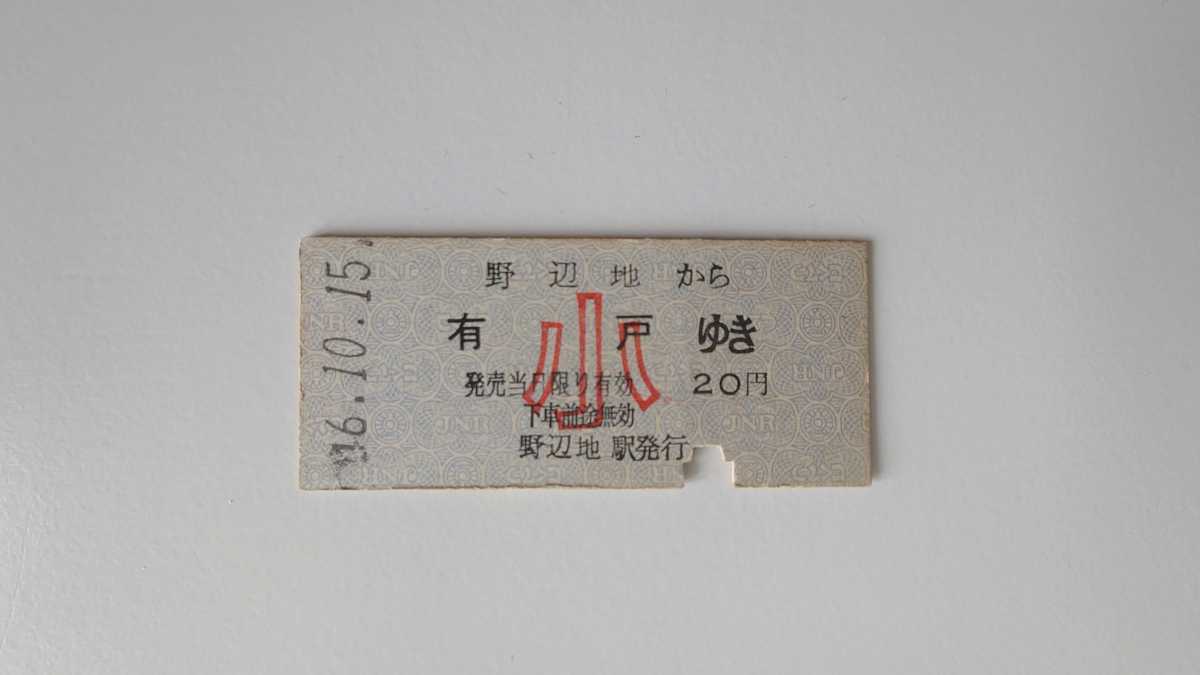 46.10.15
野辺地から
有戸ゆき
小
発売当日限り有効 20円
下車前途無効
野辺地駅発行